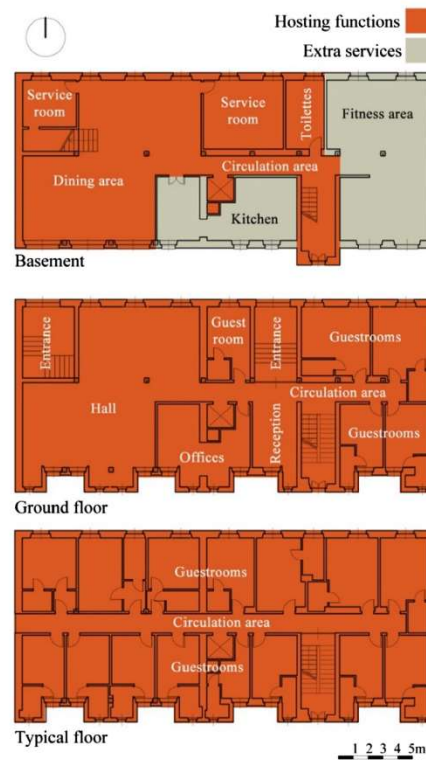 Hosting functions
Extra services
Service
room
Service
room
Toilettes
Fitness area
Circulation area
Dining area
Kitchen
Basement
Entrance
Guest
room
Entrance
Guestrooms
Circulation area
Hall
Reception
Guestrooms
Offices
Ground floor
Guestrooms
Circulation area
Guestrooms
Typical floor
1 2 3 4 5m